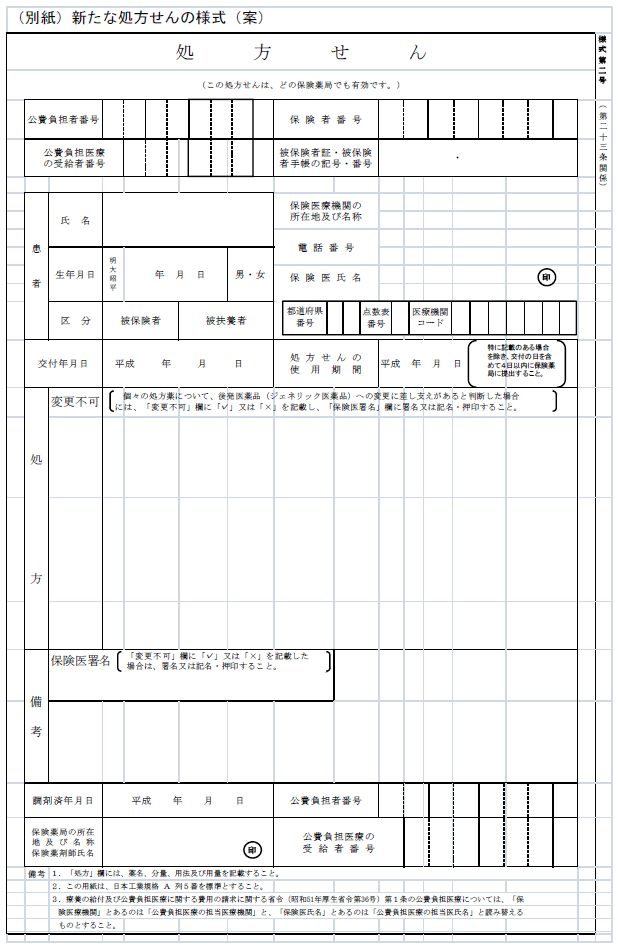 （別紙）新たな処方せんの様式（案）
処方せん
（この処方せんは、どの保険薬局でも有効です。）
様式第二号（第二十三条関係）
公費負担者番号
保険者番号
公費負担医療
の受給者番号
被保険者証・被保険
者手帳の記号・番号
・
患者
氏名
保険医療機関の
所在地及び名称
電話番号
生年月日
明
大
昭
平
年 月 日
男・女
保険医氏名
印
区分
被保険者
被扶養者
都道府県
番号
点数表
番号
医療機関
コード
交付年月日
平成 年 月 日
処方せんの
使用期間
平成 年 月 日
特に記載のある場合
を除き、交付の日を含
めて4日以内に保険薬
局に提出すること。
処方
変更不可
個々の処方薬について、後発医薬品（ジェネリック医薬品）への変更に差し支えがあると判断した場合
には、「変更不可」欄に「✓」又は「×」を記載し、「保険医署名」欄に署名又は記名・押印すること。
備考
保険医署名
「変更不可」欄に「✓」又は「×」を記載した
場合は、署名又は記名・押印すること。
調剤済年月日
平成 年 月 日
公費負担者番号
保険薬局の所在
地及び名称
保険薬剤師氏名
印
公費負担医療の
受給者番号
備考 1．「処方」欄には、薬名、分量、用法及び用量を記載すること。
2．この用紙は、日本工業規格 A 列5番を標準とすること。
3．療養の給付及び公費負担医療に関する費用の請求に関する省令（昭和51年厚生省令第36号）第1条の公費負担医療については、「保
険医療機関」とあるのは「公費負担医療の担当医療機関」と、「保険医氏名」とあるのは「公費負担医療の担当医氏名」と読み替える
ものとすること。